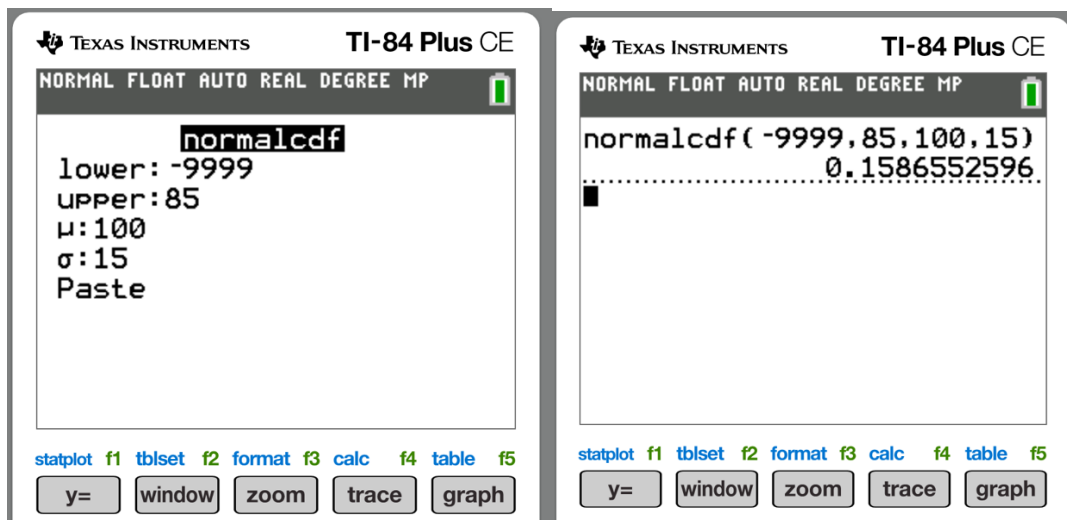 TEXAS INSTRUMENTS TI-84 Plus CE
NORMAL FLOAT AUTO REAL DEGREE MP
normalcdf
lower:-9999
upper:85
μ:100
σ:15
Paste
statplot f1 tblset f2 format f3 calc f4 table f5
y= window zoom trace graph
TEXAS INSTRUMENTS TI-84 Plus CE
NORMAL FLOAT AUTO REAL DEGREE MP
normalcdf(-9999,85,100,15)
0.1586552596
statplot f1 tblset f2 format f3 calc f4 table f5
y= window zoom trace graph